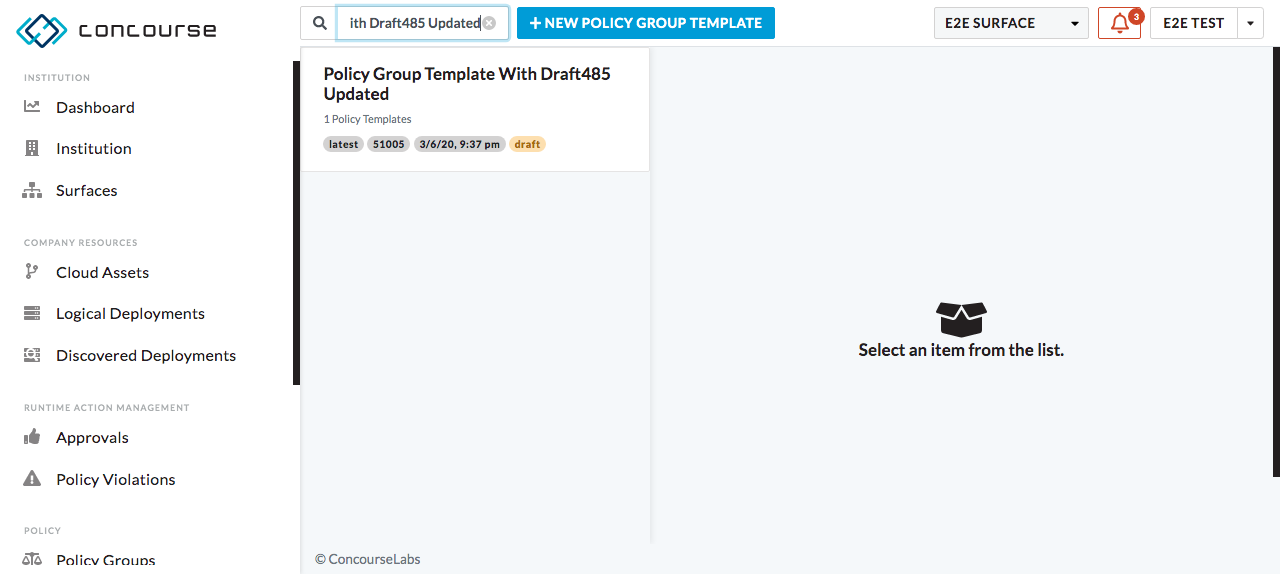 concourse
ith Draft485 Updated
+ NEW POLICY GROUP TEMPLATE
E2E SURFACE
3
E2E TEST
INSTITUTION
Dashboard
Institution
Surfaces
COMPANY RESOURCES
Cloud Assets
Logical Deployments
Discovered Deployments
RUNTIME ACTION MANAGEMENT
Approvals
Policy Violations
POLICY
Policy Groups
Policy Group Template With Draft485
Updated
1 Policy Templates
latest 51005 3/6/20, 9:37 pm draft
Select an item from the list.
© ConcourseLabs